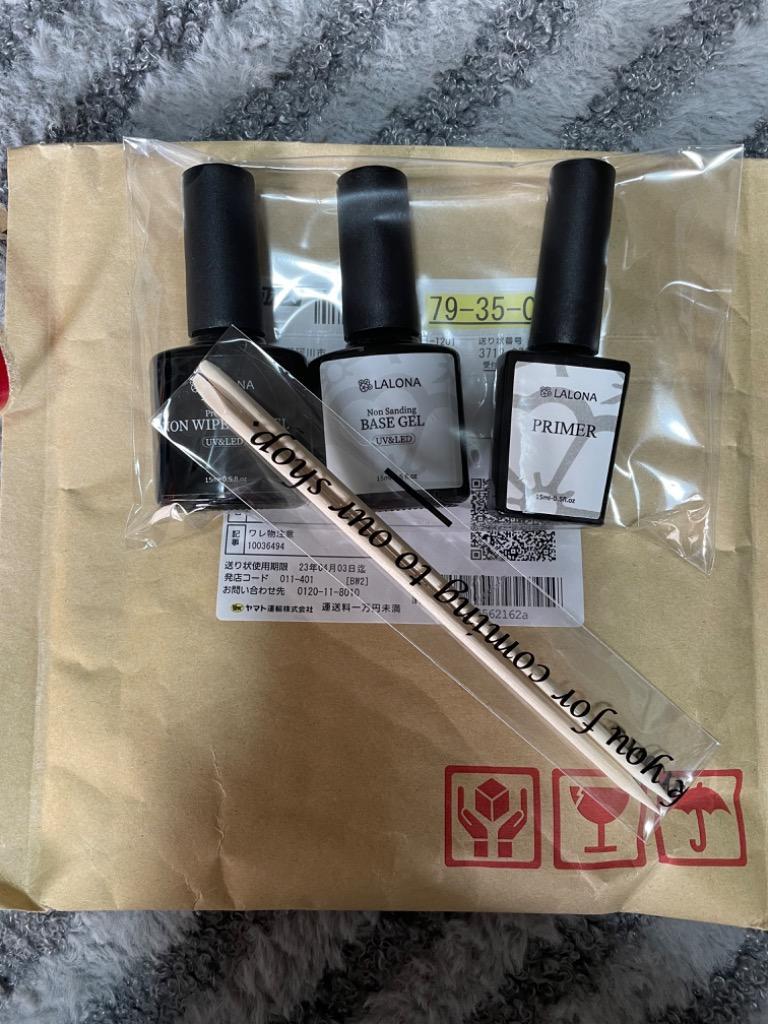 79-35-0
-1201
送り状番号
LALONA
NON WIPE
UV&LED
15ml-0.5fl.oz
LALONA
Non Sanding
BASE GEL
UV&LED
15ml-0.5fl.oz
LALONA
PRIMER
15ml-0.5fl.oz
you for coming to our shop.
記事
ワレ物注意
10036494
送り状使用期限 23年04月03日迄
発店コード 011-401 [BW2]
お問い合わせ先 0120-11-8010
ヤマト運輸株式会社 運送料一万円未満
562162a